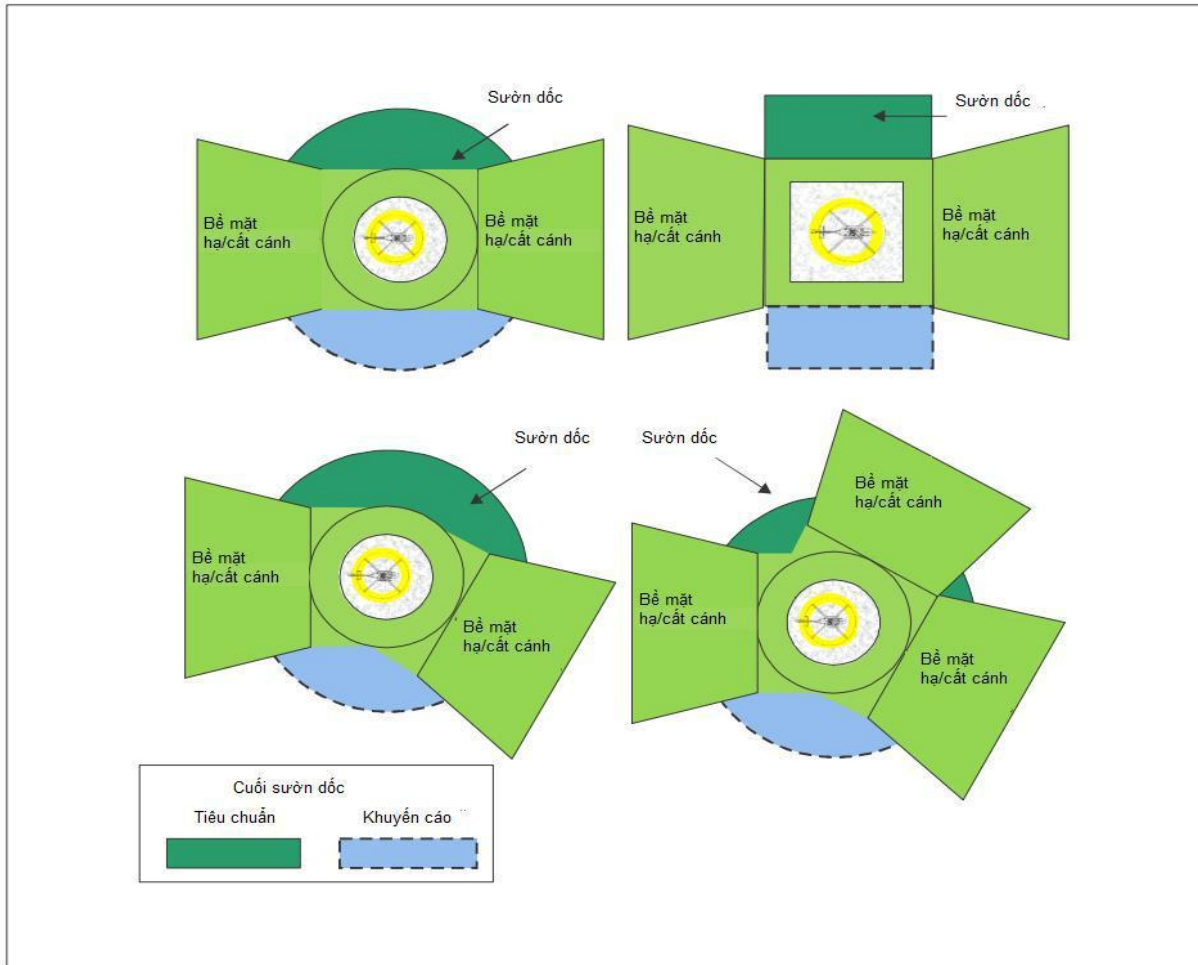 Sườn dốc
Bề mặt
hạ/cất cánh
Bề mặt
hạ/cất cánh
Sườn dốc
Bề mặt
hạ/cất cánh
Bề mặt
hạ/cất cánh
Sườn dốc
Bề mặt
hạ/cất cánh
Bề mặt
hạ/cất cánh
Sườn dốc
Bề mặt
hạ/cất cánh
Bề mặt
hạ/cất cánh
Bề mặt
hạ/cất cánh
Cuối sườn dốc
Tiêu chuẩn
Khuyến cáo